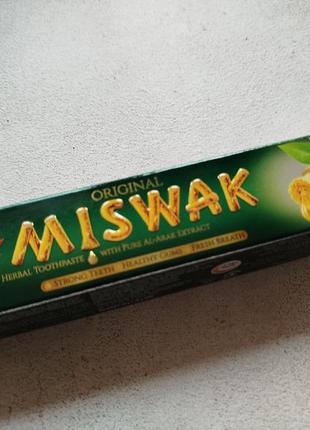 ORIGINAL
MISWAK
HERBAL TOOTHPASTE WITH PURE AL-ARAK EXTRACT
STRONG TEETH HEALTHY GUMS FRESH BREATH